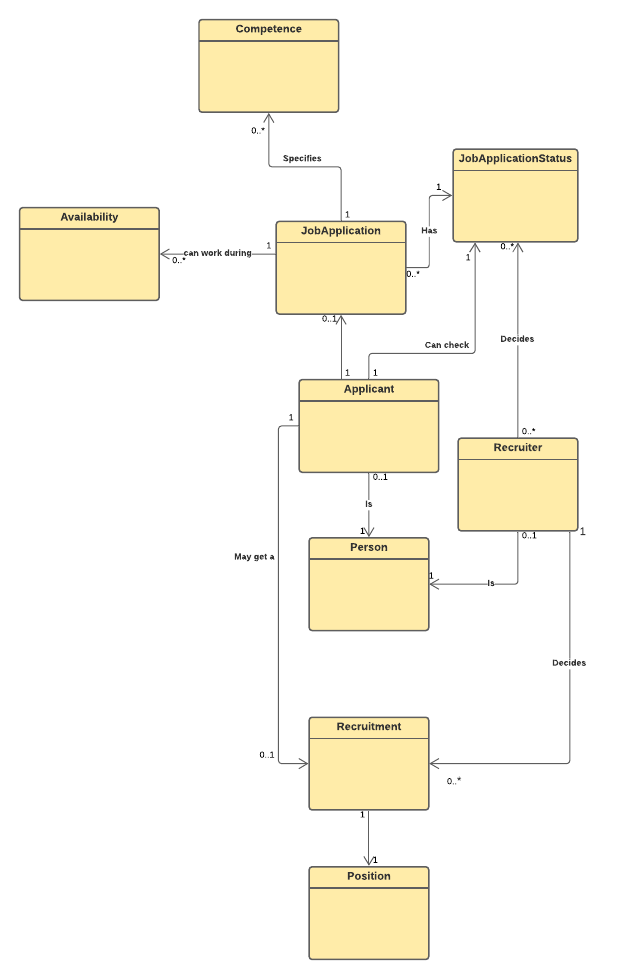 Competence
0..*
Specifies
JobApplicationStatus
1
1
Has
Availability
JobApplication
1
can work during
0..*
0..*
0..*
1
0..1
Decides
Can check
1
1
Applicant
1
0..*
Recruiter
0..1
Is
1
0..1
1
Person
May get a
1
Is
Decides
Recruitment
0..1
0..*
1
1
Position